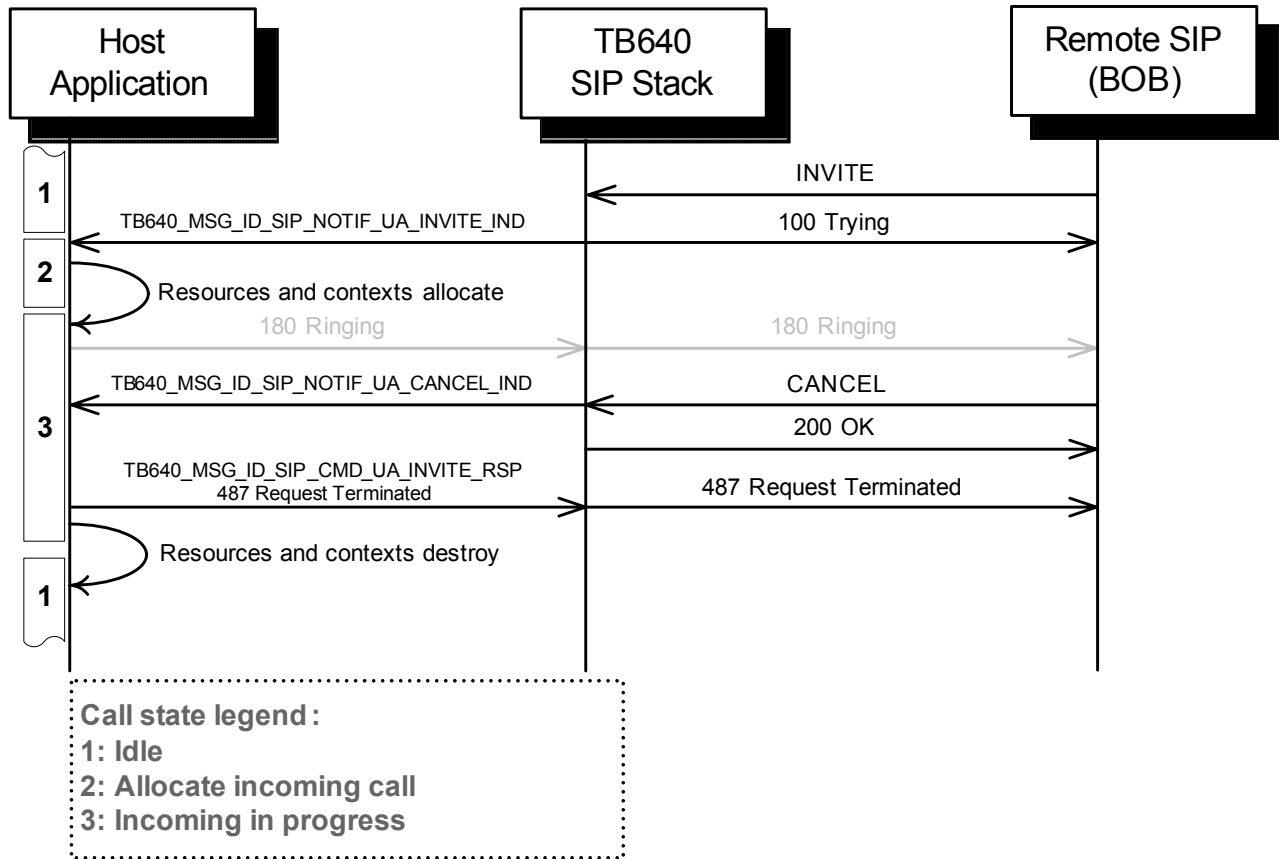 Host
Application
TB640
SIP Stack
Remote SIP
(BOB)
1
INVITE
TB640_MSG_ID_SIP_NOTIF_UA_INVITE_IND
100 Trying
2
Resources and contexts allocate
180 Ringing
180 Ringing
TB640_MSG_ID_SIP_NOTIF_UA_CANCEL_IND
CANCEL
3
200 OK
TB640_MSG_ID_SIP_CMD_UA_INVITE_RSP
487 Request Terminated
487 Request Terminated
Resources and contexts destroy
1
Call state legend:
1: Idle
2: Allocate incoming call
3: Incoming in progress